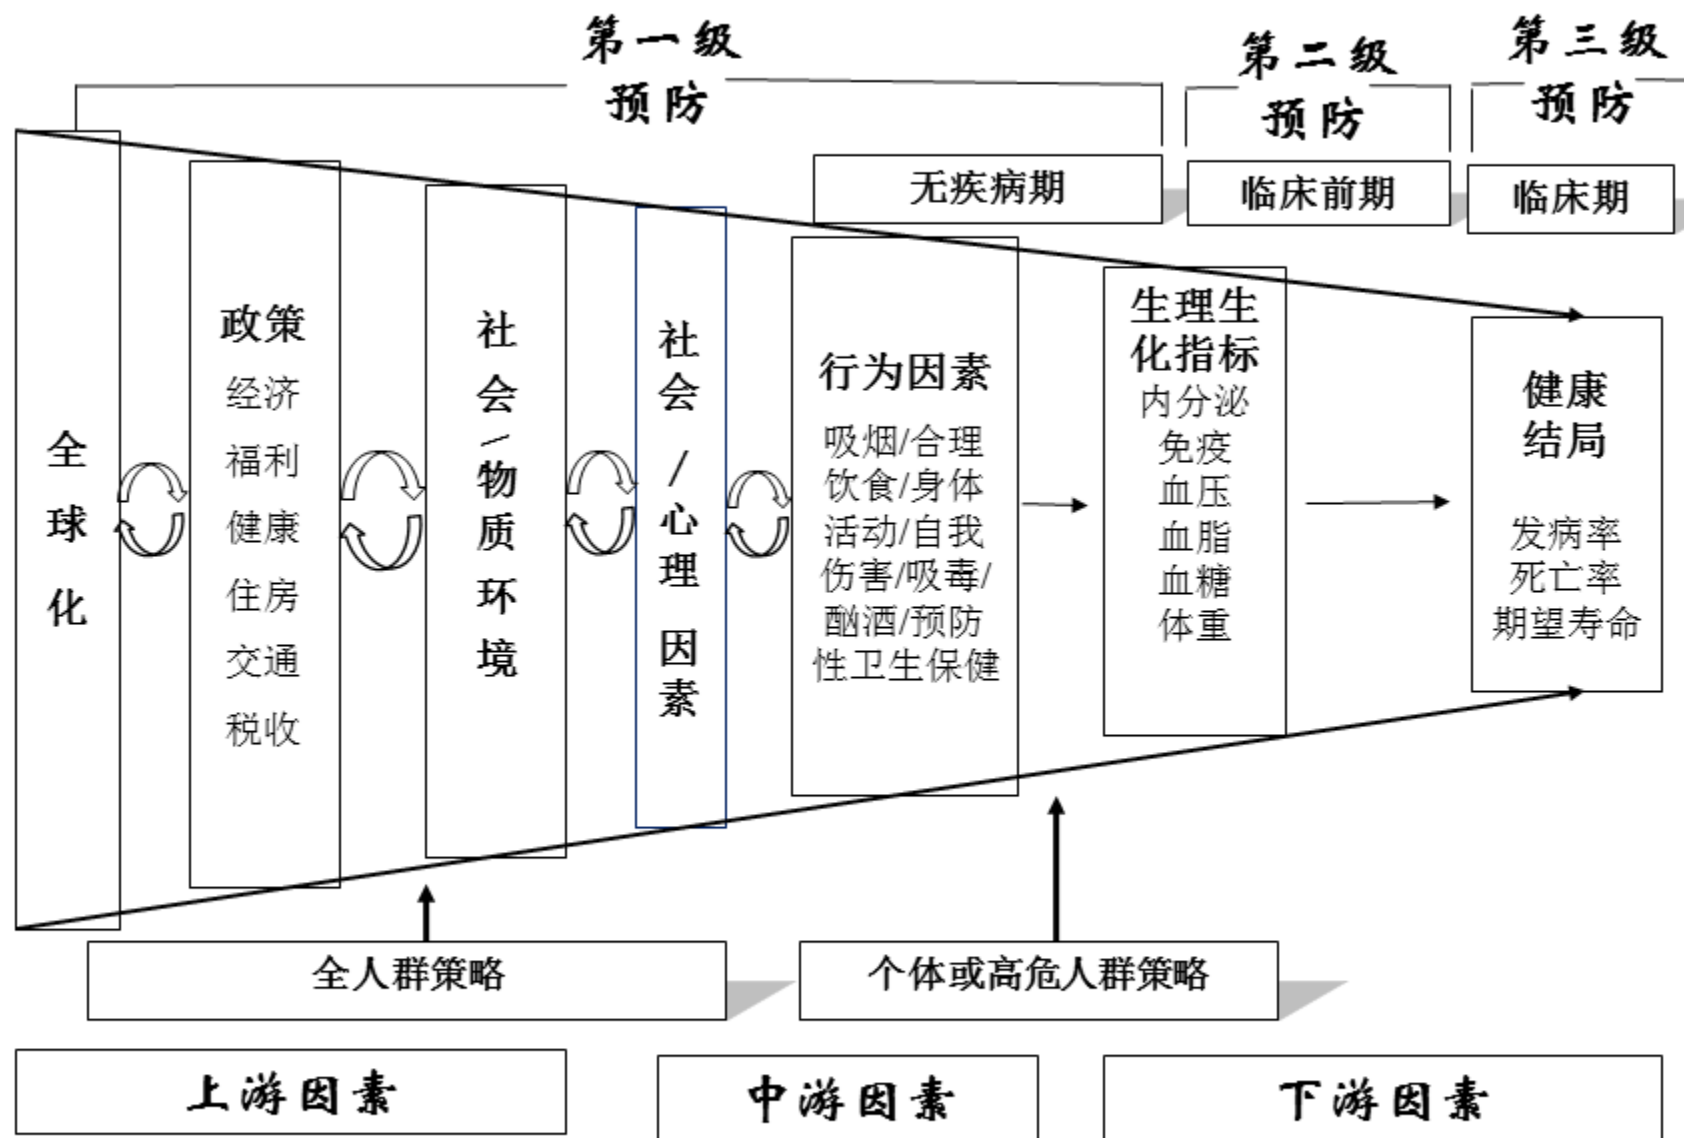 第一级
预防
第二级
预防
第三级
预防
无疾病期
临床前期
临床期
全
球
化
政策
经济
福利
健康
住房
交通
税收
社
会
/
物
质
环
境
社
会
/
心
理
因
素
行为因素
吸烟/合理
饮食/身体
活动/自我
伤害/吸毒/
酗酒/预防
性卫生保健
生理生
化指标
内分泌
免疫
血压
血脂
血糖
体重
健康
结局
发病率
死亡率
期望寿命
全人群策略
个体或高危人群策略
上游因素
中游因素
下游因素